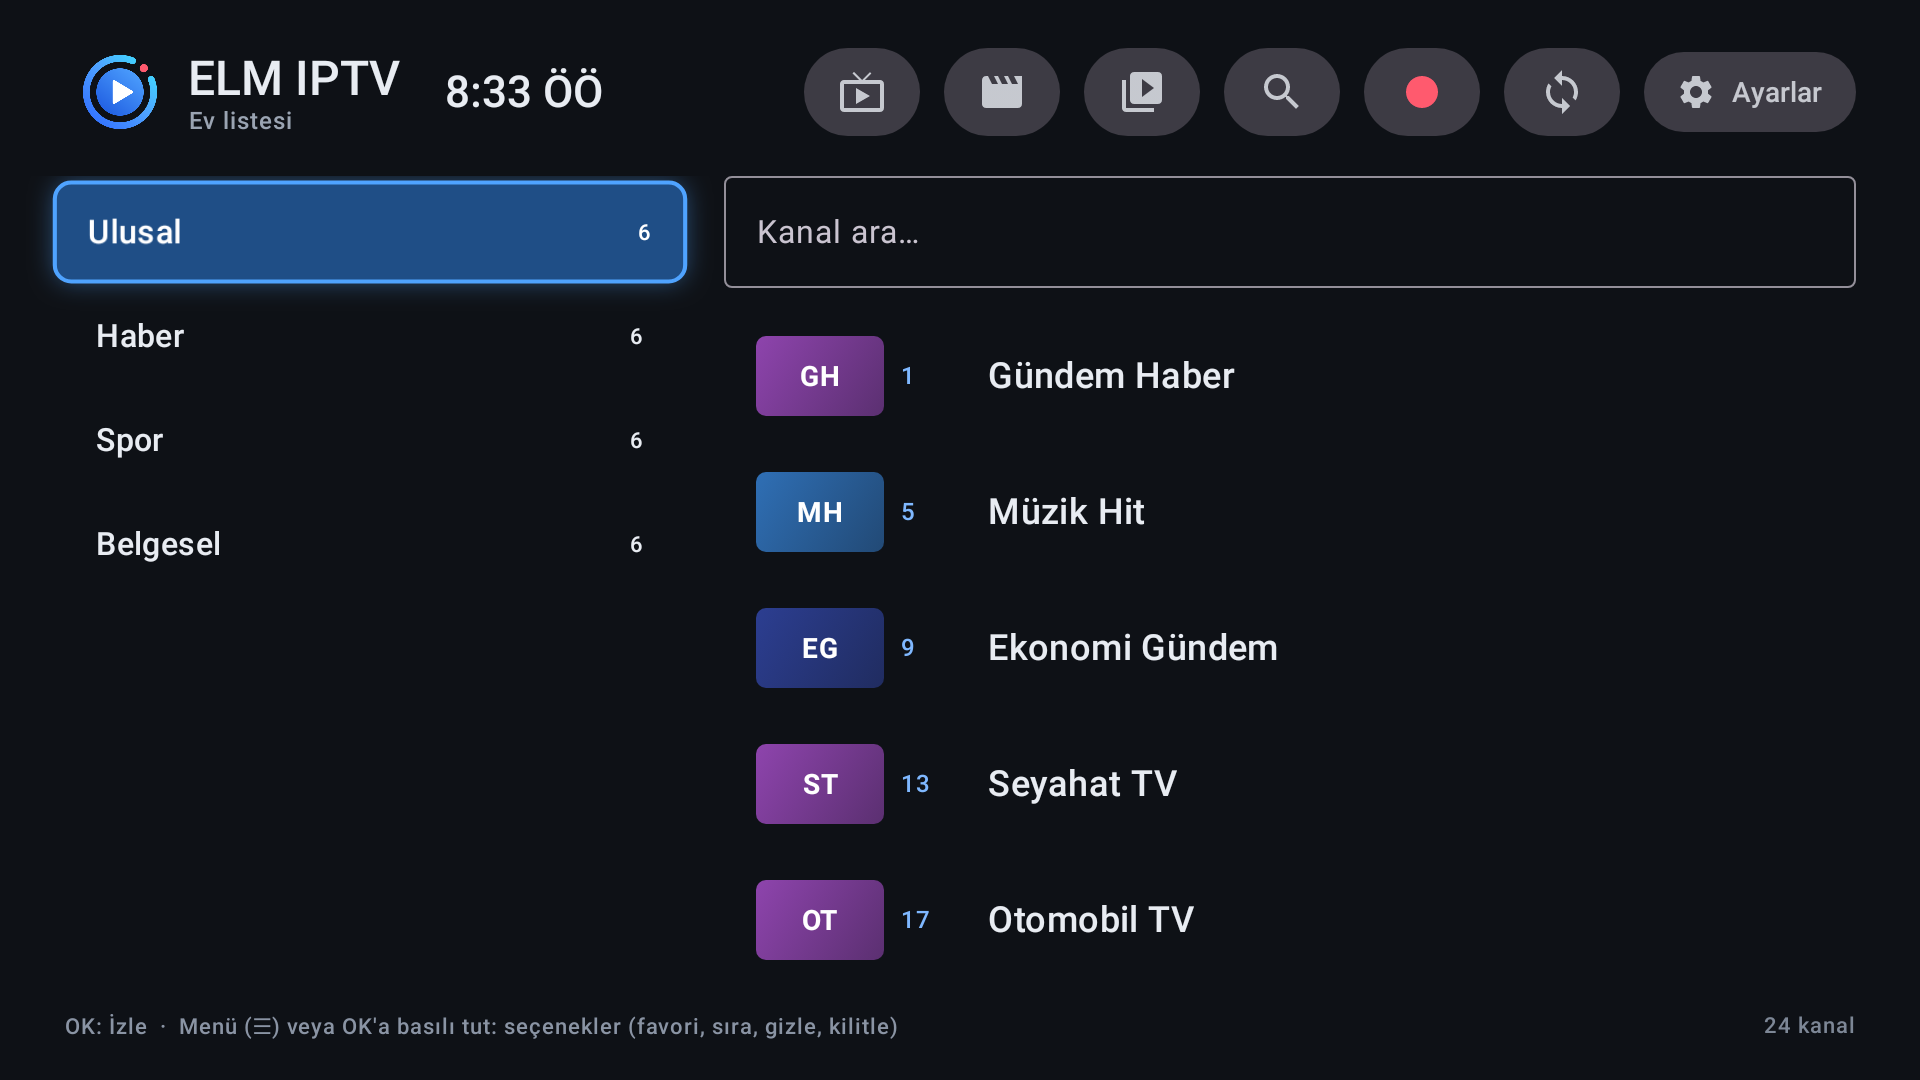 ELM IPTV
Ev listesi
8:33 ÖÖ
Ayarlar
Ulusal 6
Haber 6
Spor 6
Belgesel 6
Kanal ara…
GH 1 Gündem Haber
MH 5 Müzik Hit
EG 9 Ekonomi Gündem
ST 13 Seyahat TV
OT 17 Otomobil TV
OK: İzle · Menü (☰) veya OK'a basılı tut: seçenekler (favori, sıra, gizle, kilitle)
24 kanal